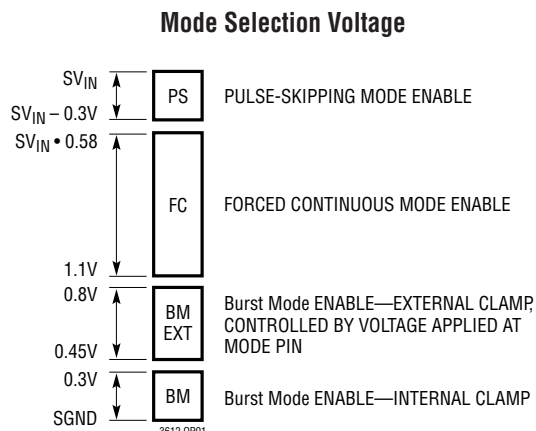 Mode Selection Voltage
SVIN
PS
PULSE-SKIPPING MODE ENABLE
SVIN – 0.3V
SVIN • 0.58
FC
FORCED CONTINUOUS MODE ENABLE
1.1V
0.8V
BM
EXT
Burst Mode ENABLE—EXTERNAL CLAMP,
CONTROLLED BY VOLTAGE APPLIED AT
MODE PIN
0.45V
0.3V
BM
Burst Mode ENABLE—INTERNAL CLAMP
SGND